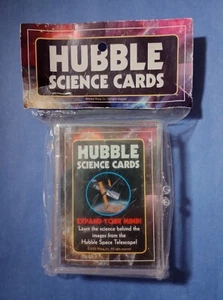 HUBBLE
SCIENCE CARDS
HUBBLE
SCIENCE CARDS
EXPAND YOUR MIND!
Learn the science behind the
images from the
Hubble Space Telescope!